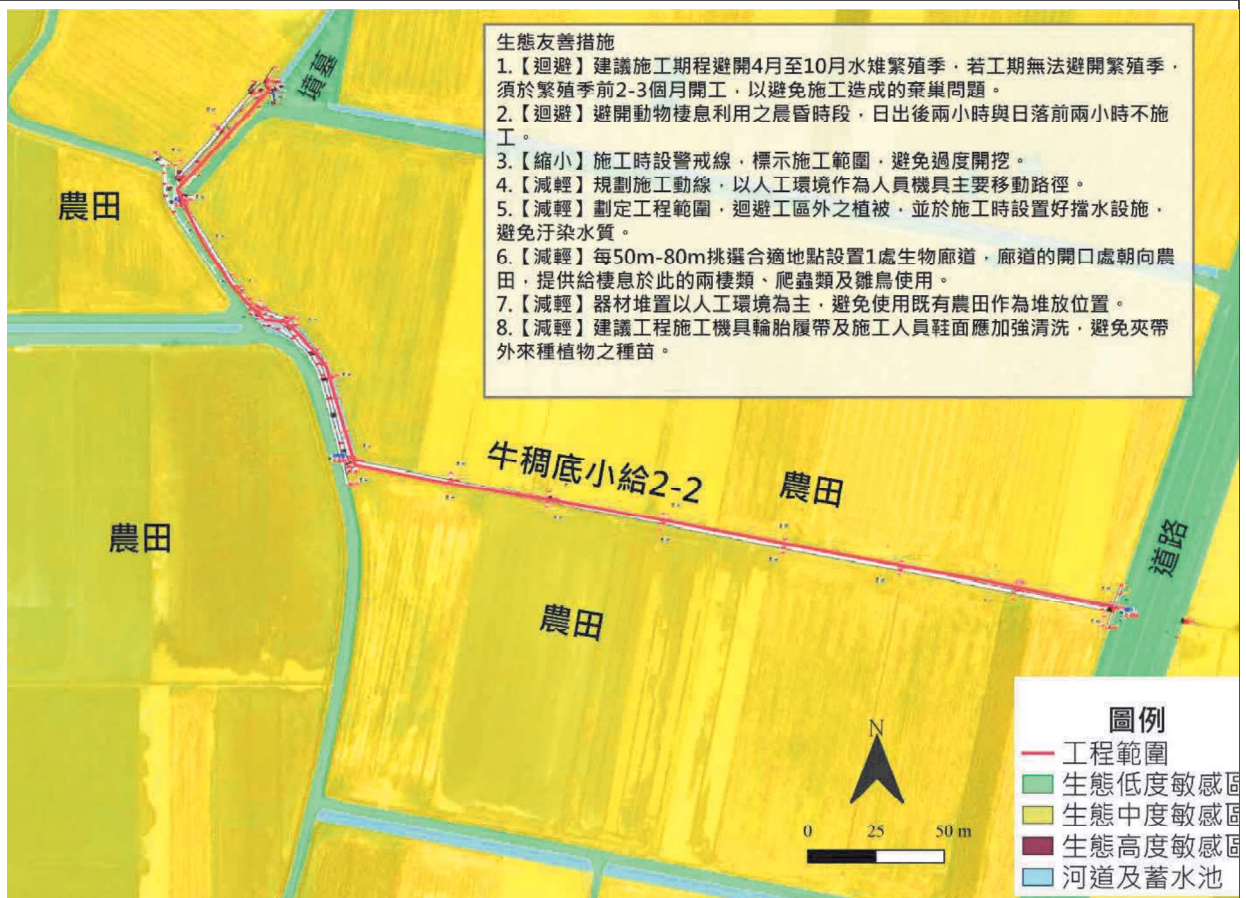 生態友善措施
1.【迴避】建議施工期程避開4月至10月水雉繁殖季，若工期無法避開繁殖季，
須於繁殖季前2-3個月開工，以避免施工造成的棄巢問題。
2.【迴避】避開動物棲息利用之晨昏時段，日出後兩小時與日落前兩小時不施
工。
3.【縮小】施工時設警戒線，標示施工範圍，避免過度開挖。
4.【減輕】規劃施工動線，以人工環境作為人員機具主要移動路徑。
5.【減輕】劃定工程範圍，迴避工區外之植被，並於施工時設置好擋水設施，
避免汙染水質。
6.【減輕】每50m-80m挑選合適地點設置1處生物廊道，廊道的開口處朝向農
田，提供給棲息於此的兩棲類、爬蟲類及雛鳥使用。
7.【減輕】器材堆置以人工環境為主，避免使用既有農田作為堆放位置。
8.【減輕】建議工程施工機具輪胎履帶及施工人員鞋面應加強清洗，避免夾帶
外來種植物之種苗。
墳墓
農田
牛稠底小給2-2
農田
農田
道路
農田
N
0 25 50 m
圖例
工程範圍
生態低度敏感區
生態中度敏感區
生態高度敏感區
河道及蓄水池